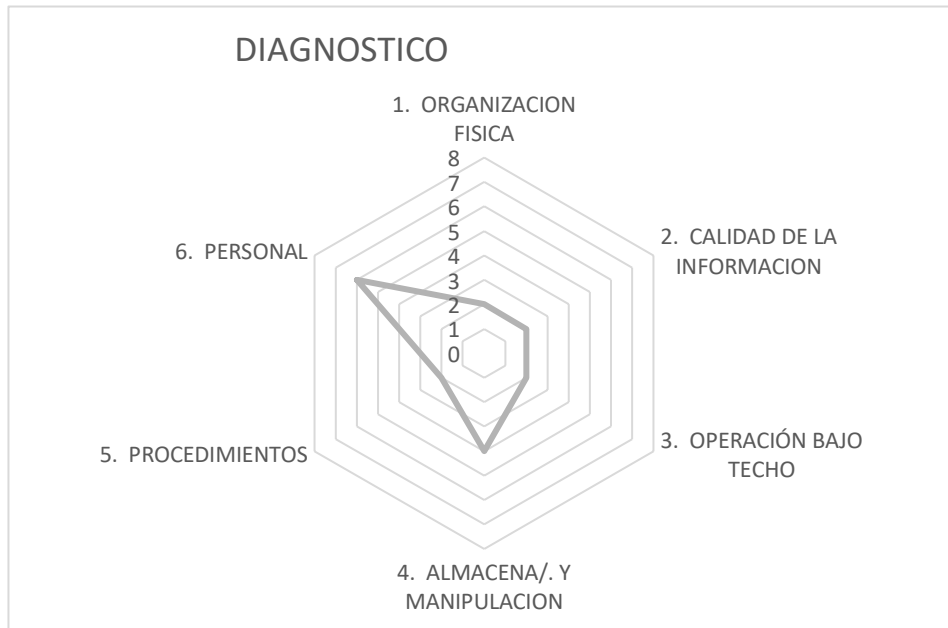 DIAGNOSTICO
1. ORGANIZACION
FISICA
8
7
6
5
4
3
2
1
0
2. CALIDAD DE LA
INFORMACION
3. OPERACIÓN BAJO
TECHO
4. ALMACENA/. Y
MANIPULACION
5. PROCEDIMIENTOS
6. PERSONAL